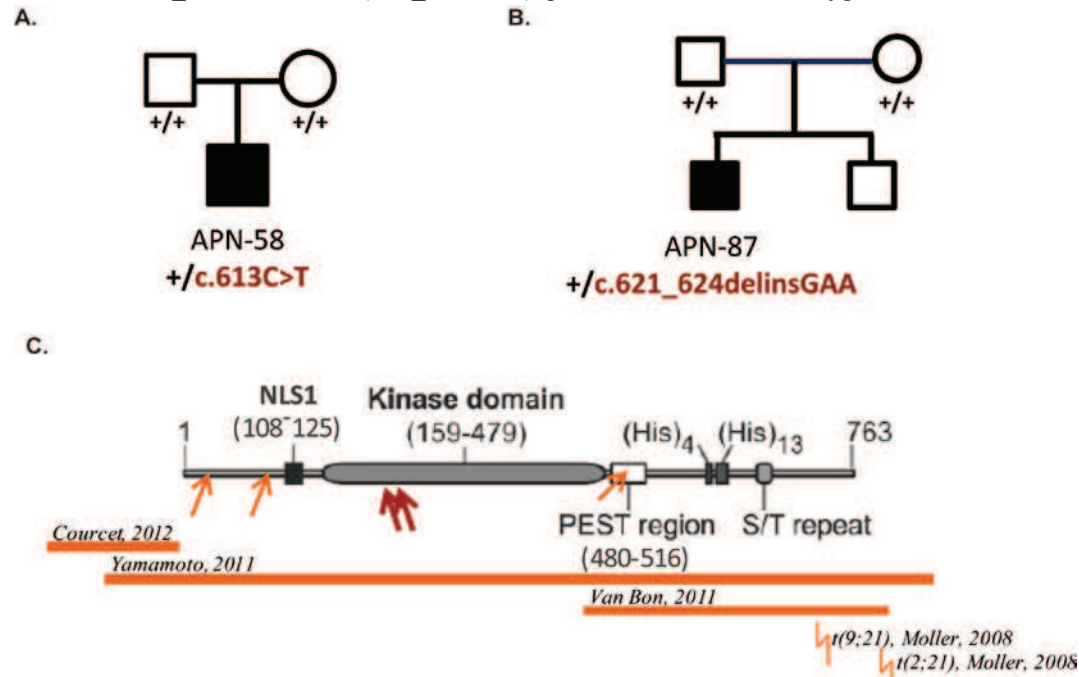 A.
B.
+/+ +/+
+/+ +/+
APN-58
+/c.613C>T
APN-87
+/c.621_624delinsGAA
C.
NLS1
(108-125)
Kinase domain
(159-479)
1
(His)4
(His)13
763
PEST region
(480-516)
S/T repeat
Courcet, 2012
Yamamoto, 2011
Van Bon, 2011
t(9;21), Moller, 2008
t(2;21), Moller, 2008